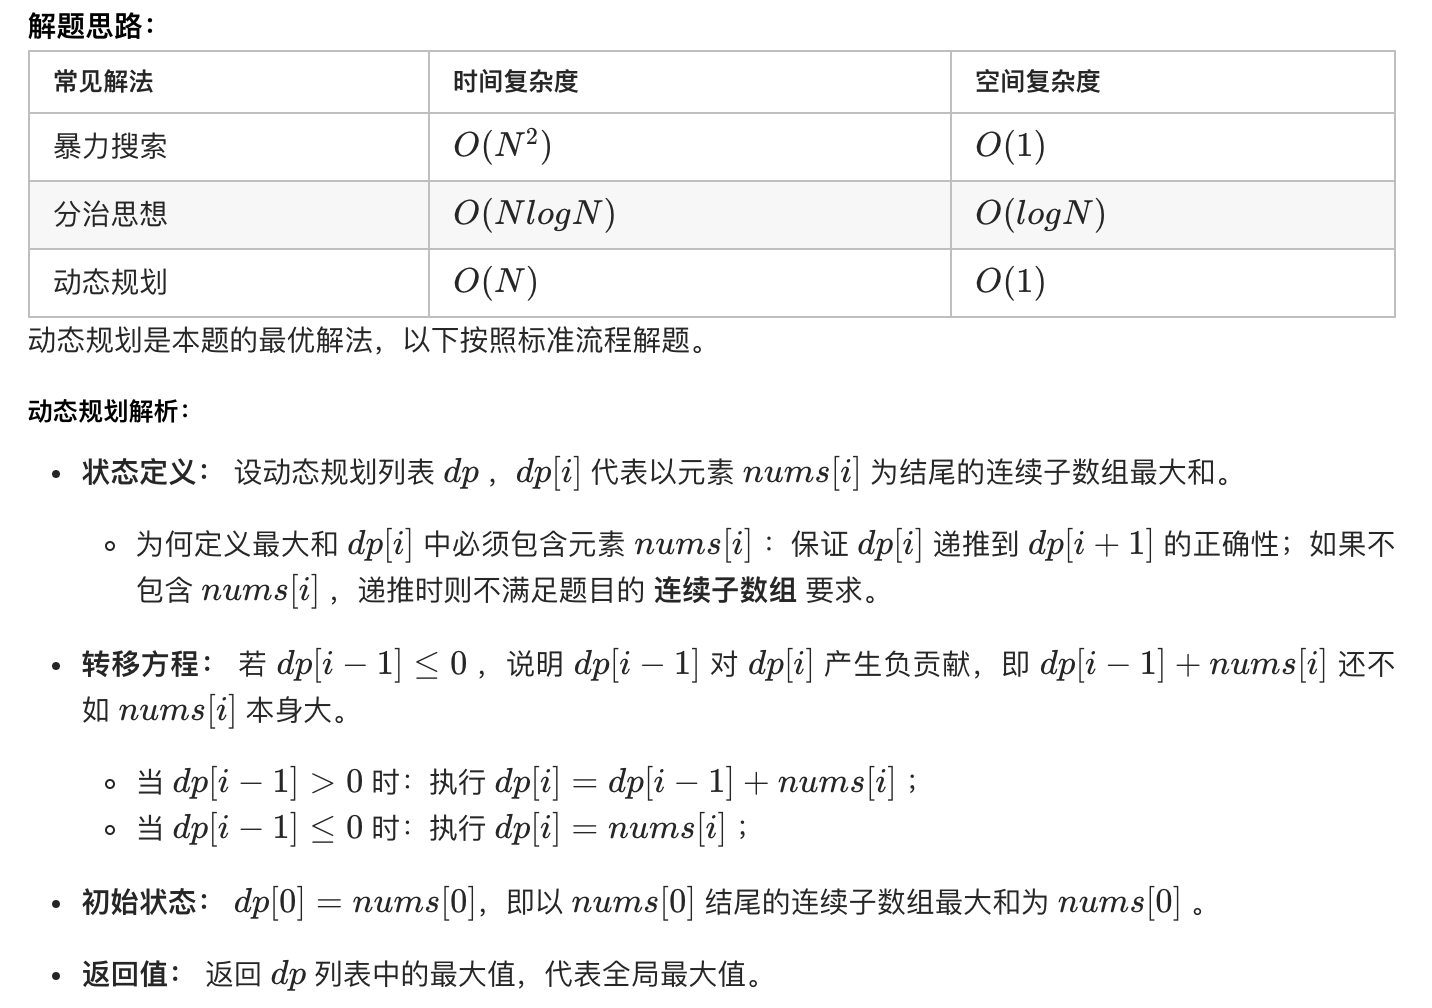 解题思路：
常见解法 时间复杂度 空间复杂度
暴力搜索 O(N²) O(1)
分治思想 O(NlogN) O(logN)
动态规划 O(N) O(1)
动态规划是本题的最优解法，以下按照标准流程解题。
动态规划解析：
• 状态定义： 设动态规划列表 dp ，dp[i] 代表以元素 nums[i] 为结尾的连续子数组最大和。
◦ 为何定义最大和 dp[i] 中必须包含元素 nums[i] ：保证 dp[i] 递推到 dp[i + 1] 的正确性；如果不
包含 nums[i] ，递推时则不满足题目的 连续子数组 要求。
• 转移方程： 若 dp[i − 1] ≤ 0 ，说明 dp[i − 1] 对 dp[i] 产生负贡献，即 dp[i − 1] + nums[i] 还不
如 nums[i] 本身大。
◦ 当 dp[i − 1] > 0 时：执行 dp[i] = dp[i − 1] + nums[i] ；
◦ 当 dp[i − 1] ≤ 0 时：执行 dp[i] = nums[i] ；
• 初始状态： dp[0] = nums[0]，即以 nums[0] 结尾的连续子数组最大和为 nums[0] 。
• 返回值： 返回 dp 列表中的最大值，代表全局最大值。